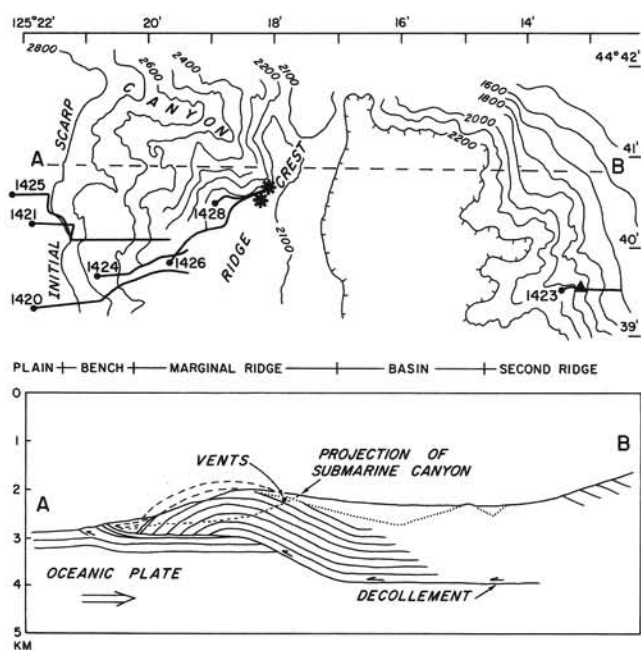 125°22' 20' 18' 16' 14'
44°42'
41'
40'
39'
2800
2600
2400
2200
2100
2000
2200
1600
1800
2100
SCARP
INITIAL
CANYON
RIDGE CREST
A
B
1425
1421
1428
1424
1426
1420
1423
PLAIN BENCH MARGINAL RIDGE BASIN SECOND RIDGE
0
1
2
3
4
5
KM
A
B
VENTS
PROJECTION OF
SUBMARINE CANYON
OCEANIC PLATE
DECOLLEMENT